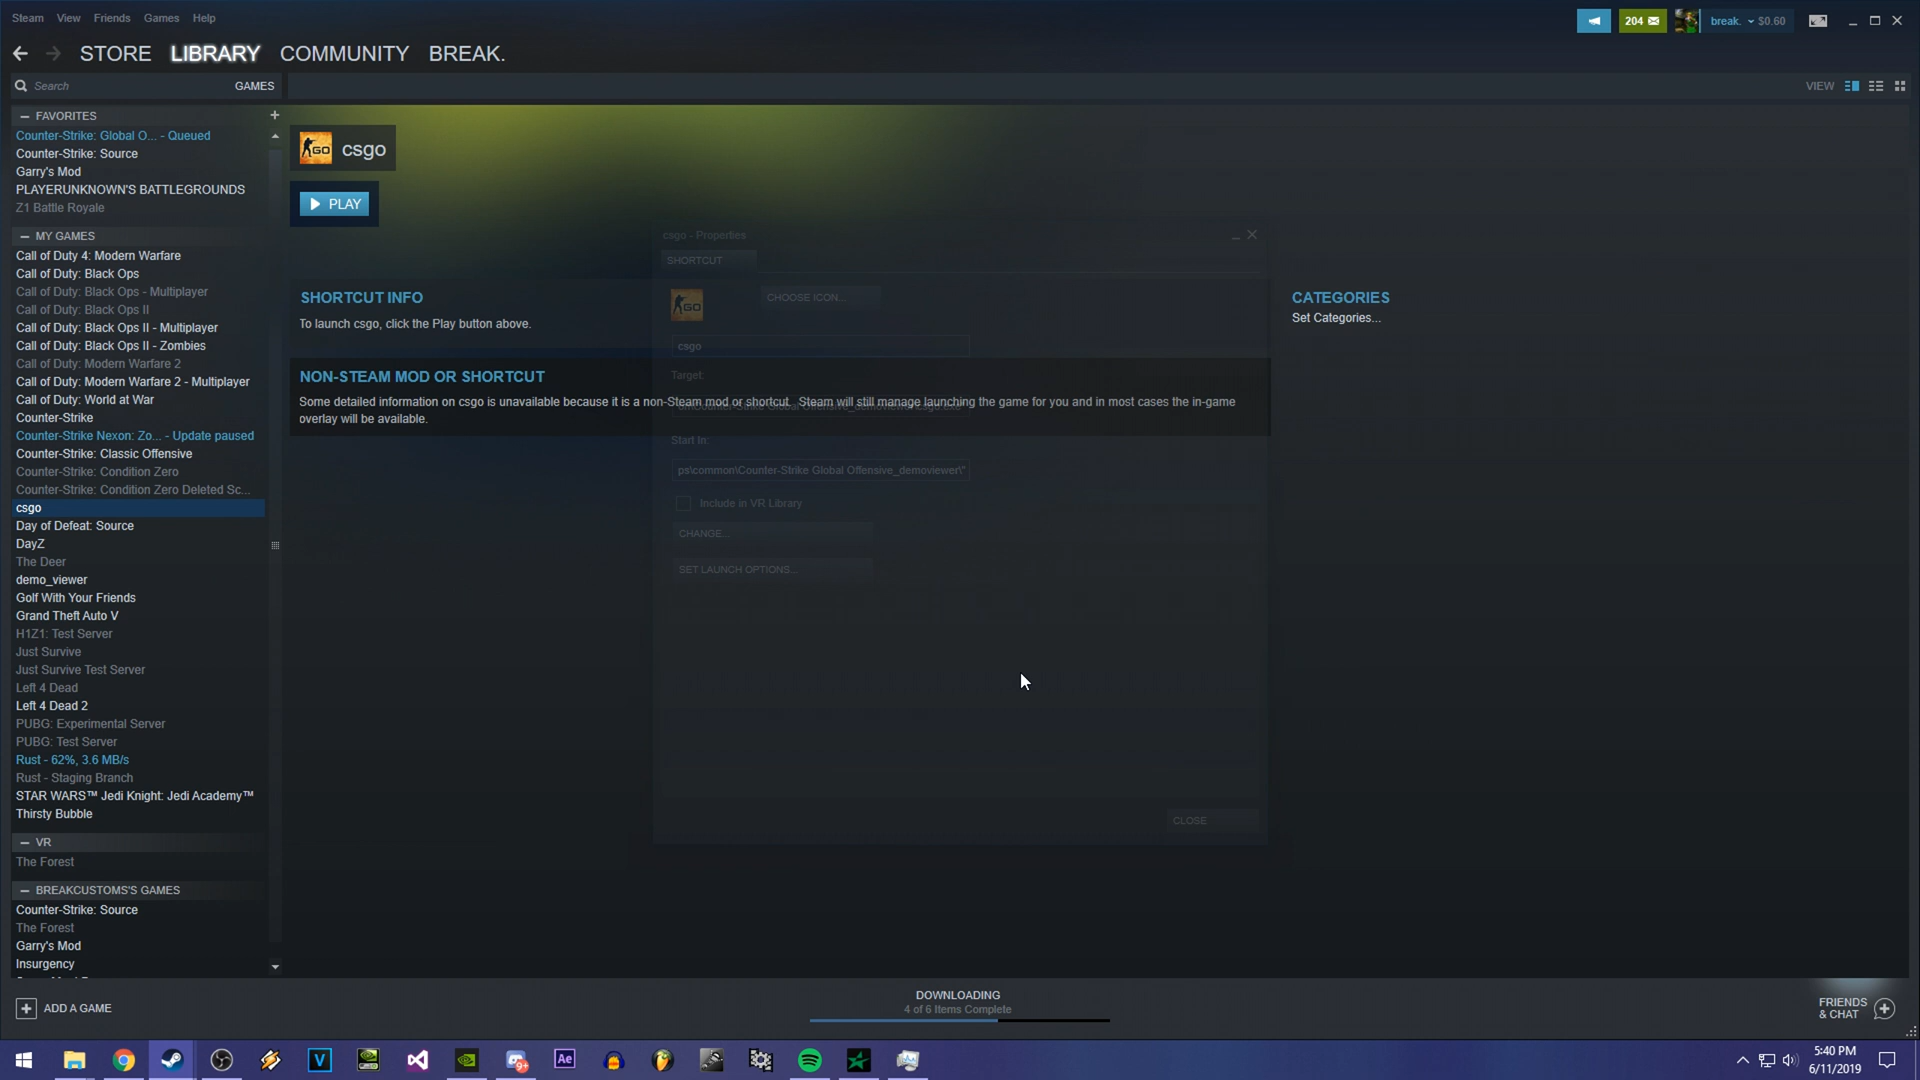 Steam View Friends Games Help
204
break. $0.60
STORE LIBRARY COMMUNITY BREAK.
Search GAMES
VIEW
— FAVORITES +
Counter-Strike: Global O... - Queued
Counter-Strike: Source
Garry's Mod
PLAYERUNKNOWN'S BATTLEGROUNDS
Z1 Battle Royale
— MY GAMES
Call of Duty 4: Modern Warfare
Call of Duty: Black Ops
Call of Duty: Black Ops - Multiplayer
Call of Duty: Black Ops II
Call of Duty: Black Ops II - Multiplayer
Call of Duty: Black Ops II - Zombies
Call of Duty: Modern Warfare 2
Call of Duty: Modern Warfare 2 - Multiplayer
Call of Duty: World at War
Counter-Strike
Counter-Strike Nexon: Zo... - Update paused
Counter-Strike: Classic Offensive
Counter-Strike: Condition Zero
Counter-Strike: Condition Zero Deleted Sc...
csgo
Day of Defeat: Source
DayZ
The Deer
demo_viewer
Golf With Your Friends
Grand Theft Auto V
H1Z1: Test Server
Just Survive
Just Survive Test Server
Left 4 Dead
Left 4 Dead 2
PUBG: Experimental Server
PUBG: Test Server
Rust - 62%, 3.6 MB/s
Rust - Staging Branch
STAR WARS™ Jedi Knight: Jedi Academy™
Thirsty Bubble
— VR
The Forest
— BREAKCUSTOMS'S GAMES
Counter-Strike: Source
The Forest
Garry's Mod
Insurgency
GO csgo
PLAY
SHORTCUT INFO
To launch csgo, click the Play button above.
NON-STEAM MOD OR SHORTCUT
Some detailed information on csgo is unavailable because it is a non-Steam mod or shortcut. Steam will still manage launching the game for you and in most cases the in-game
overlay will be available.
csgo - Properties
SHORTCUT
GO
CHOOSE ICON...
csgo
Target:
Start In:
ps\common\Counter-Strike Global Offensive_demoviewer\"
Include in VR Library
CHANGE...
SET LAUNCH OPTIONS...
CLOSE
CATEGORIES
Set Categories...
+ ADD A GAME
DOWNLOADING
4 of 6 Items Complete
FRIENDS
& CHAT
V
9+
Ae
5:40 PM
6/11/2019